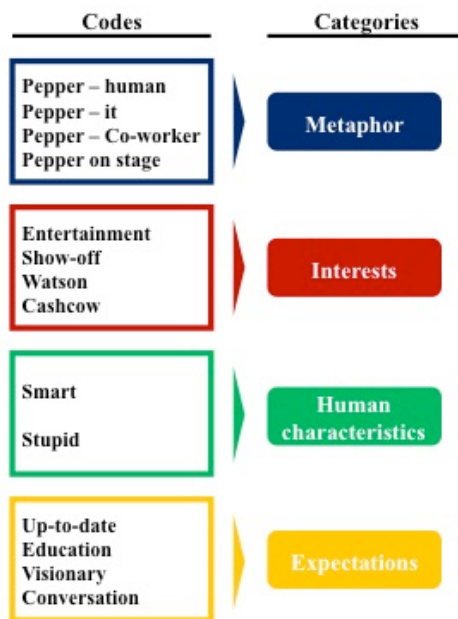 Codes
Categories
Pepper – human
Pepper – it
Pepper – Co-worker
Pepper on stage
Metaphor
Entertainment
Show-off
Watson
Cashcow
Interests
Smart
Stupid
Human
characteristics
Up-to-date
Education
Visionary
Conversation
Expectations